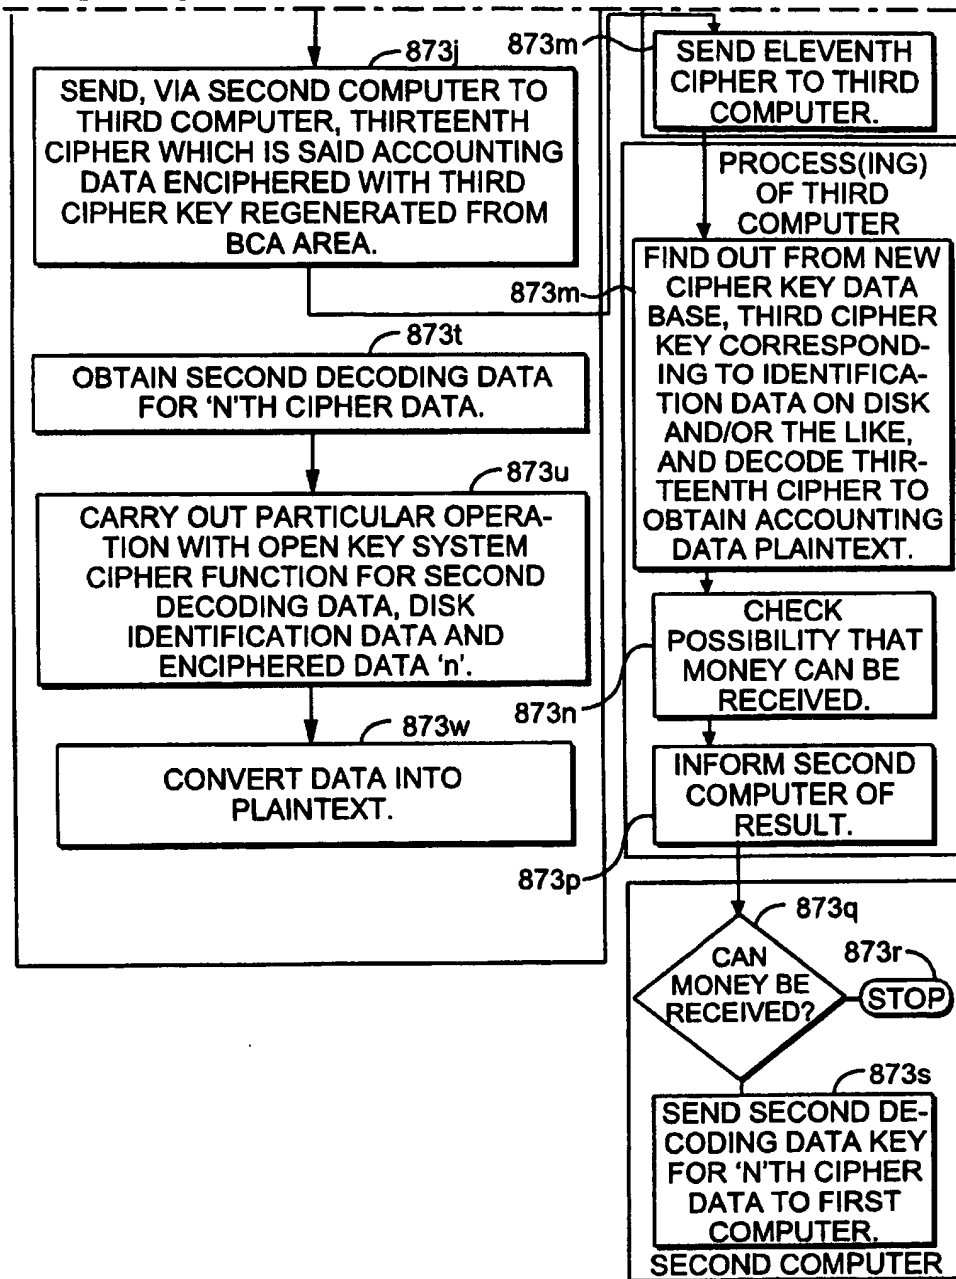 873j
SEND, VIA SECOND COMPUTER TO
THIRD COMPUTER, THIRTEENTH
CIPHER WHICH IS SAID ACCOUNTING
DATA ENCIPHERED WITH THIRD
CIPHER KEY REGENERATED FROM
BCA AREA.
873t
OBTAIN SECOND DECODING DATA
FOR 'N'TH CIPHER DATA.
873u
CARRY OUT PARTICULAR OPERA-
TION WITH OPEN KEY SYSTEM
CIPHER FUNCTION FOR SECOND
DECODING DATA, DISK
IDENTIFICATION DATA AND
ENCIPHERED DATA 'n'.
873w
CONVERT DATA INTO
PLAINTEXT.
873m
SEND ELEVENTH
CIPHER TO THIRD
COMPUTER.
PROCESS(ING)
OF THIRD
COMPUTER
873m
FIND OUT FROM NEW
CIPHER KEY DATA
BASE, THIRD CIPHER
KEY CORRESPOND-
ING TO IDENTIFICA-
TION DATA ON DISK
AND/OR THE LIKE,
AND DECODE THIR-
TEENTH CIPHER TO
OBTAIN ACCOUNTING
DATA PLAINTEXT.
CHECK
POSSIBILITY THAT
MONEY CAN BE
RECEIVED.
873n
INFORM SECOND
COMPUTER OF
RESULT.
873p
873q
CAN
MONEY BE
RECEIVED?
873r
STOP
873s
SEND SECOND DE-
CODING DATA KEY
FOR 'N'TH CIPHER
DATA TO FIRST
COMPUTER.
SECOND COMPUTER